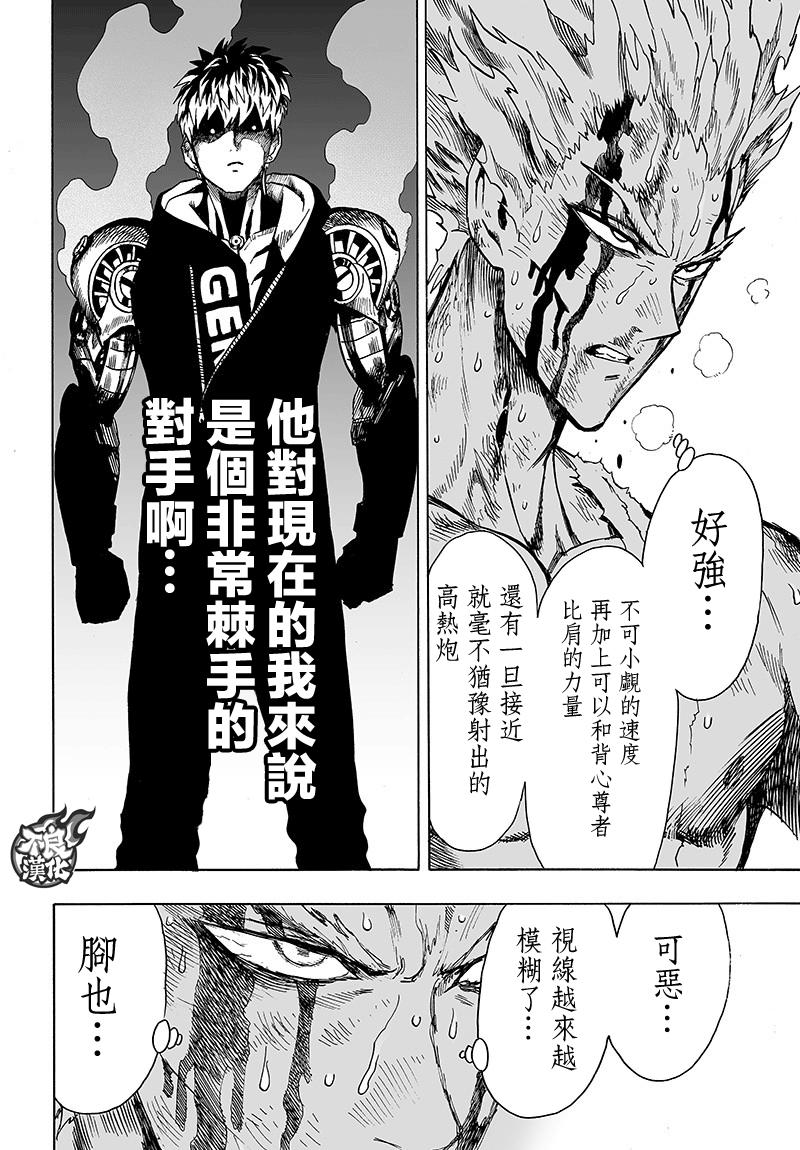 好強…
不可小覷的速度
再加上可以和背心尊者
比肩的力量
還有一旦接近
就毫不猶豫射出的
高熱炮
GEN
他對現在的我來說
是個非常棘手的
對手啊…
可惡…
視線越來越
模糊了…
腳也…
狼
漢化